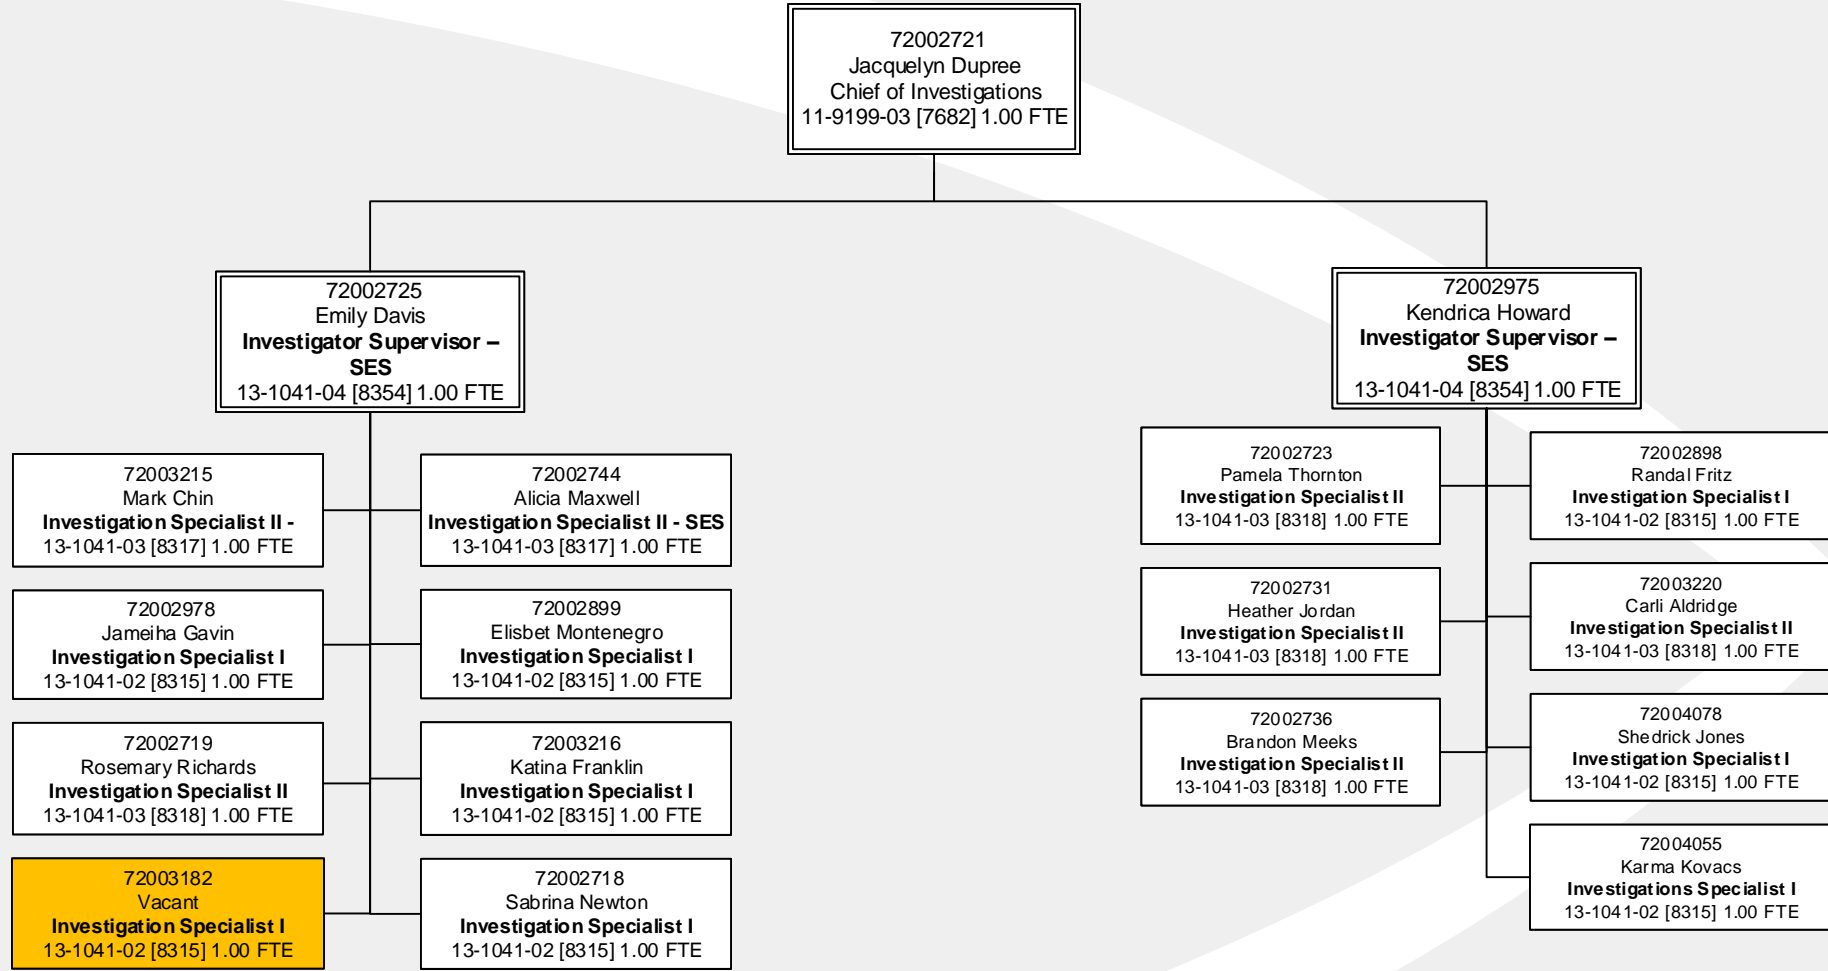 72002721
Jacquelyn Dupree
Chief of Investigations
11-9199-03 [7682] 1.00 FTE
72002725
Emily Davis
Investigator Supervisor –
SES
13-1041-04 [8354] 1.00 FTE
72002975
Kendrica Howard
Investigator Supervisor –
SES
13-1041-04 [8354] 1.00 FTE
72003215
Mark Chin
Investigation Specialist II -
13-1041-03 [8317] 1.00 FTE
72002744
Alicia Maxwell
Investigation Specialist II - SES
13-1041-03 [8317] 1.00 FTE
72002978
Jameiha Gavin
Investigation Specialist I
13-1041-02 [8315] 1.00 FTE
72002899
Elisbet Montenegro
Investigation Specialist I
13-1041-02 [8315] 1.00 FTE
72002719
Rosemary Richards
Investigation Specialist II
13-1041-03 [8318] 1.00 FTE
72003216
Katina Franklin
Investigation Specialist I
13-1041-02 [8315] 1.00 FTE
72003182
Vacant
Investigation Specialist I
13-1041-02 [8315] 1.00 FTE
72002718
Sabrina Newton
Investigation Specialist I
13-1041-02 [8315] 1.00 FTE
72002723
Pamela Thornton
Investigation Specialist II
13-1041-03 [8318] 1.00 FTE
72002898
Randal Fritz
Investigation Specialist I
13-1041-02 [8315] 1.00 FTE
72002731
Heather Jordan
Investigation Specialist II
13-1041-03 [8318] 1.00 FTE
72003220
Carli Aldridge
Investigation Specialist II
13-1041-03 [8318] 1.00 FTE
72002736
Brandon Meeks
Investigation Specialist II
13-1041-03 [8318] 1.00 FTE
72004078
Shedrick Jones
Investigation Specialist I
13-1041-02 [8315] 1.00 FTE
72004055
Karma Kovacs
Investigations Specialist I
13-1041-02 [8315] 1.00 FTE